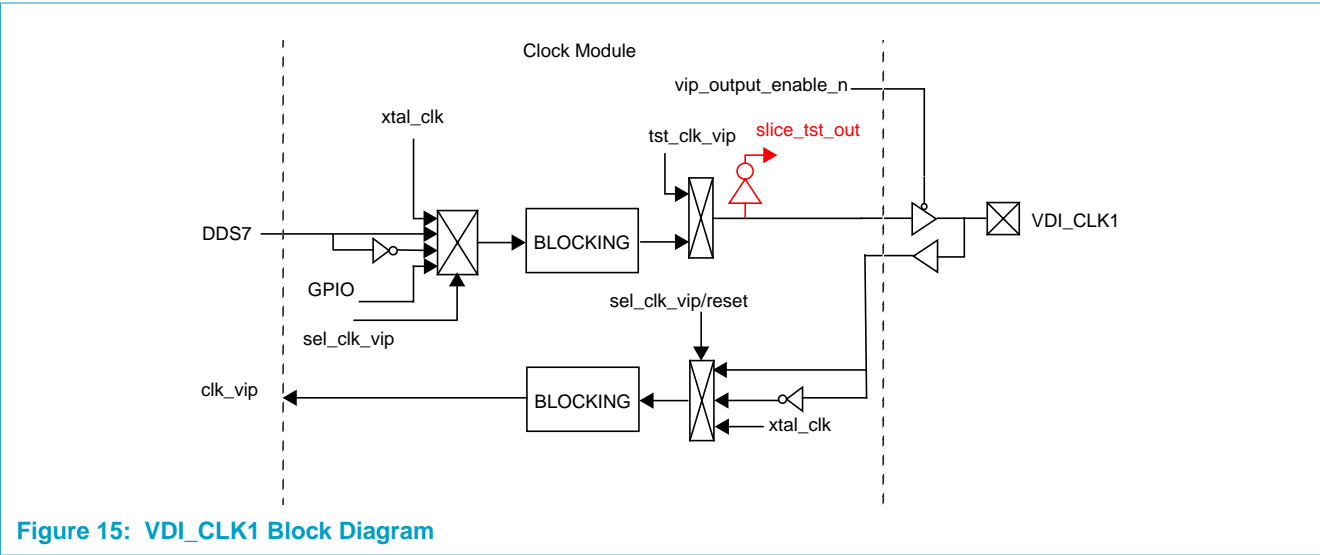 Clock Module
vip_output_enable_n
xtal_clk
tst_clk_vip
slice_tst_out
DDS7
BLOCKING
VDI_CLK1
GPIO
sel_clk_vip
sel_clk_vip/reset
clk_vip
BLOCKING
xtal_clk
Figure 15: VDI_CLK1 Block Diagram